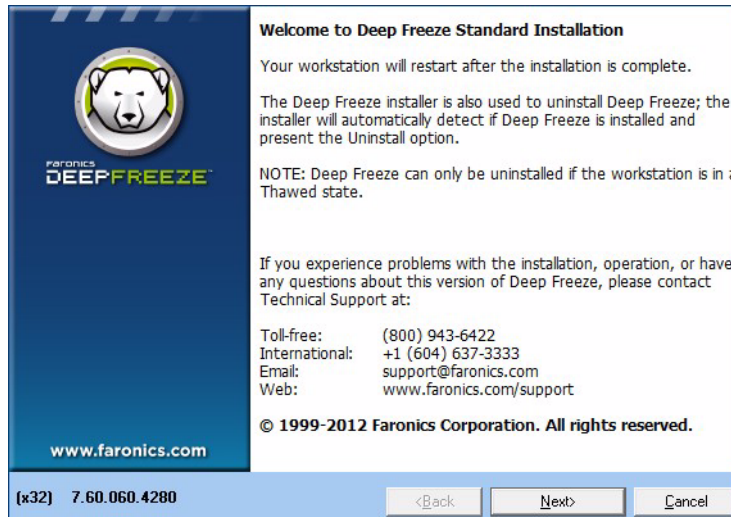 Welcome to Deep Freeze Standard Installation
Your workstation will restart after the installation is complete.
The Deep Freeze installer is also used to uninstall Deep Freeze; the
installer will automatically detect if Deep Freeze is installed and
present the Uninstall option.
NOTE: Deep Freeze can only be uninstalled if the workstation is in a
Thawed state.
If you experience problems with the installation, operation, or have
any questions about this version of Deep Freeze, please contact
Technical Support at:
Toll-free: (800) 943-6422
International: +1 (604) 637-3333
Email: support@faronics.com
Web: www.faronics.com/support
© 1999-2012 Faronics Corporation. All rights reserved.
FARONICS
DEEPFREEZE
www.faronics.com
(x32) 7.60.060.4280
<Back Next> Cancel